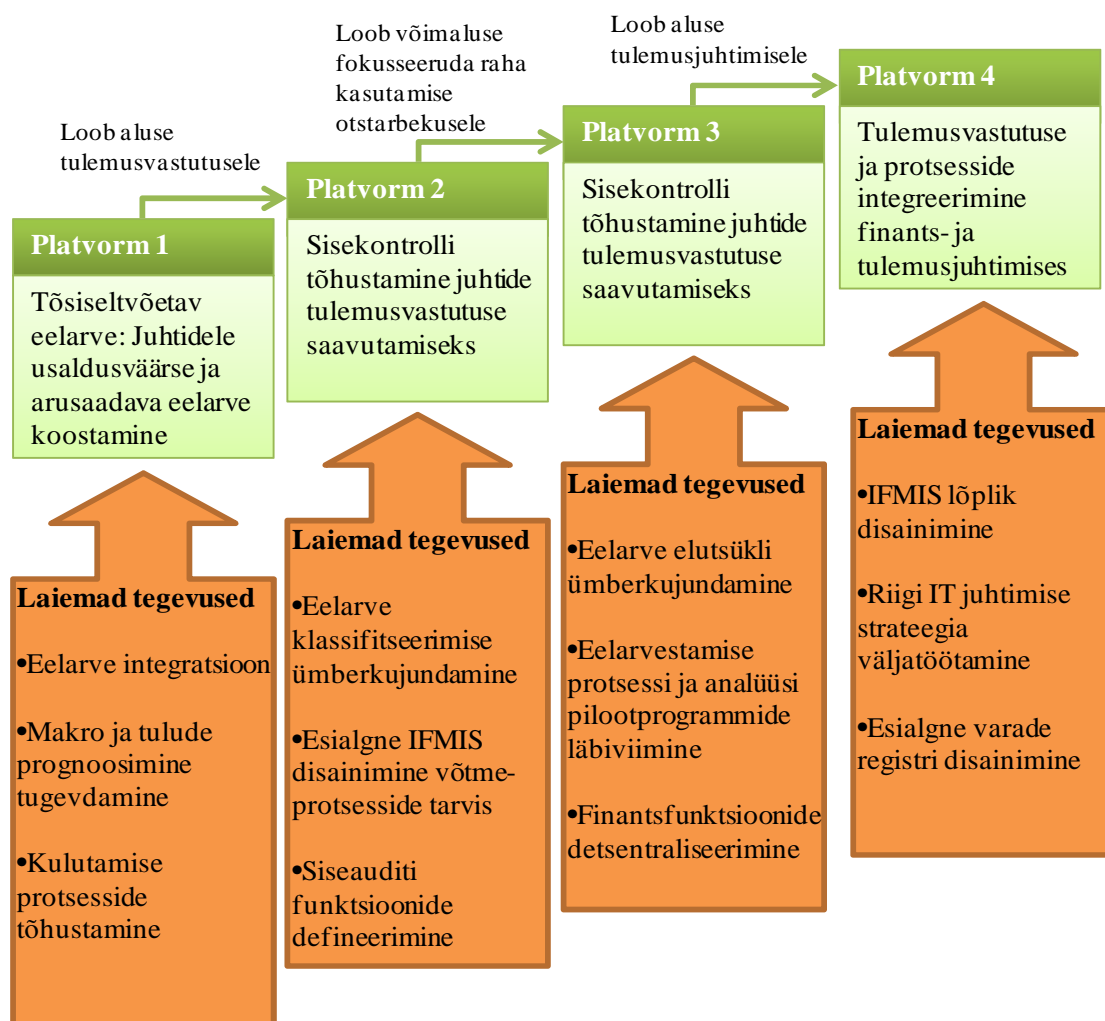 Loob aluse
tulemusvastutusele
Platvorm 1
Tõsiseltvõetav
eelarve: Juhtidele
usaldusväärse ja
arusaadava eelarve
koostamine
Laiemad tegevused
•Eelarve integratsioon
•Makro ja tulude
prognoosimine
tugevdamine
•Kulutamise
protsesside
tõhustamine
Loob võimaluse
fokusseeruda raha
kasutamise
otstarbekusele
Platvorm 2
Sisekontrolli
tõhustamine juhtide
tulemusvastutuse
saavutamiseks
Laiemad tegevused
•Eelarve
klassifitseerimise
ümberkujundamine
•Esialgne IFMIS
disainimine võtme-
protsesside tarvis
•Siseauditi
funktsioonide
defineerimine
Loob aluse
tulemusjuhtimisele
Platvorm 3
Sisekontrolli
tõhustamine juhtide
tulemusvastutuse
saavutamiseks
Laiemad tegevused
•Eelarve elutsükli
ümberkujundamine
•Eelarvestamise
protsessi ja analüüsi
pilootprogrammide
läbiviimine
•Finantsfunktsioonide
detsentraliseerimine
Platvorm 4
Tulemusvastutuse
ja protsesside
integreerimine
finants- ja
tulemusjuhtimises
Laiemad tegevused
•IFMIS lõplik
disainimine
•Riigi IT juhtimise
strateegia
väljatöötamine
•Esialgne varade
registri disainimine